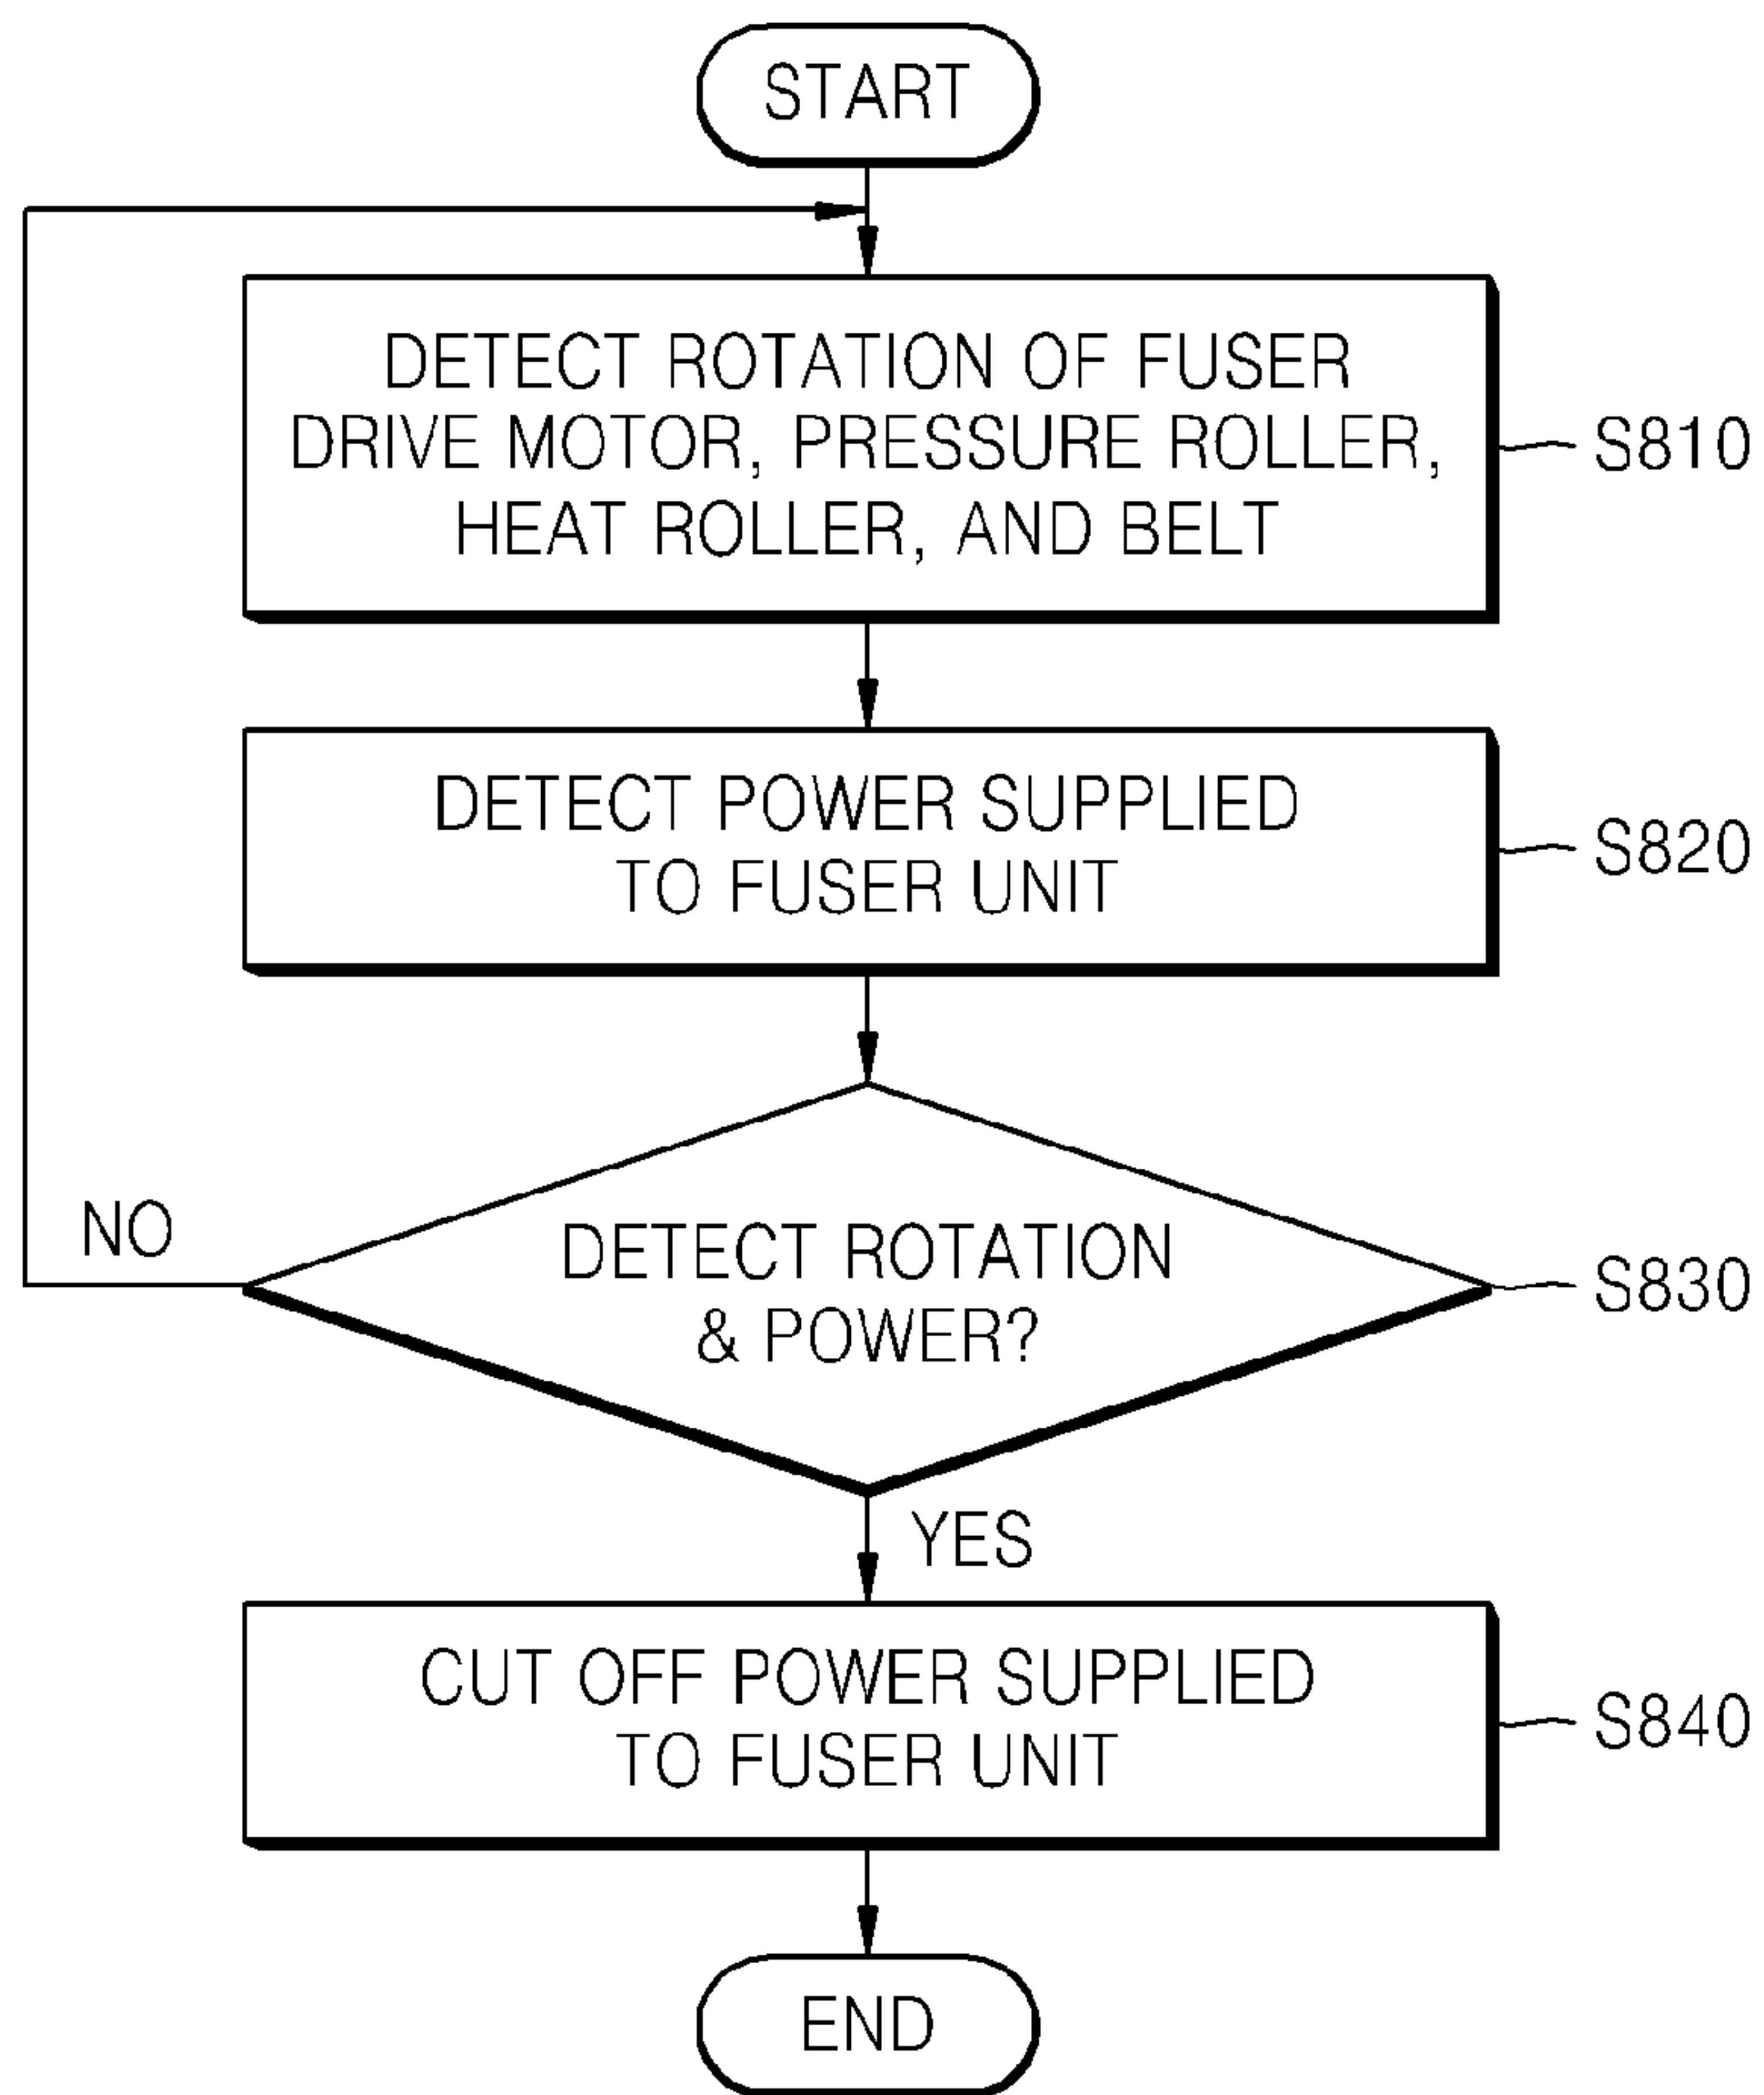 START
DETECT ROTATION OF FUSER
DRIVE MOTOR, PRESSURE ROLLER,
HEAT ROLLER, AND BELT
S810
DETECT POWER SUPPLIED
TO FUSER UNIT
S820
NO
DETECT ROTATION
& POWER?
S830
YES
CUT OFF POWER SUPPLIED
TO FUSER UNIT
S840
END